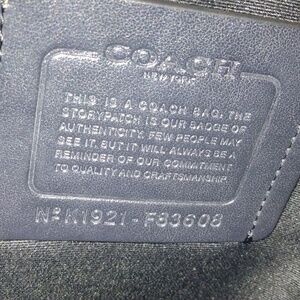 COACH
NEW YORK
THIS IS A COACH BAG. THE
STORYPATCH IS OUR BADGE OF
AUTHENTICITY. FEW PEOPLE MAY
SEE IT. BUT IT WILL ALWAYS BE A
REMINDER OF OUR COMMITMENT
TO QUALITY AND CRAFTSMANSHIP.
Nº K1921-F83608